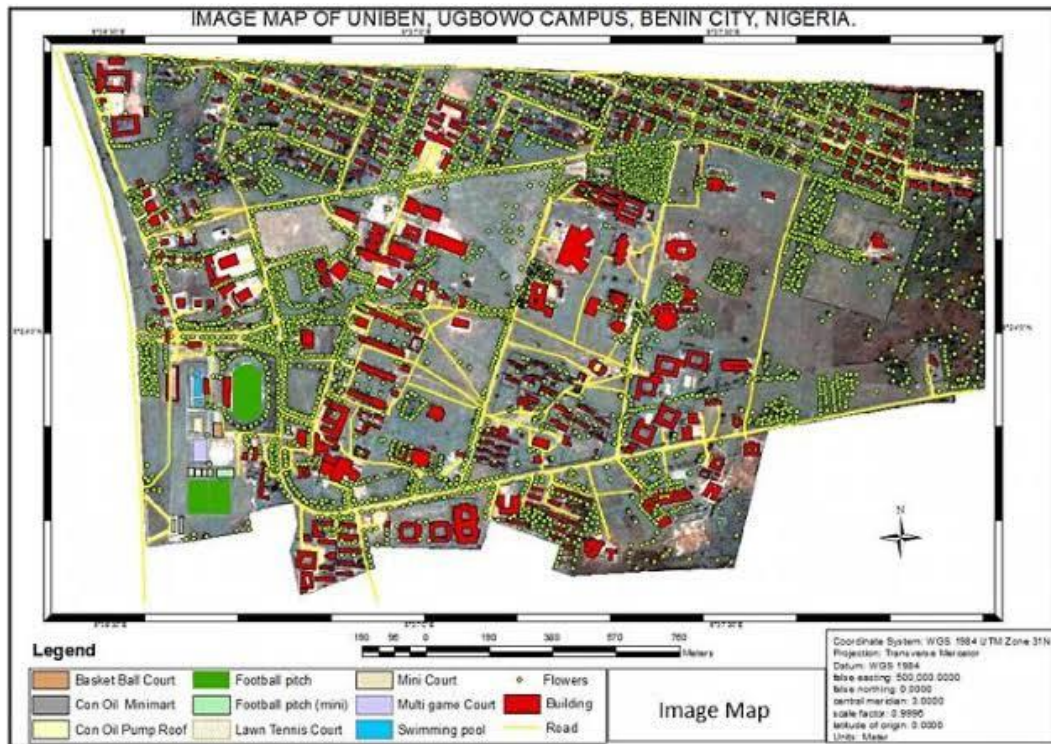 IMAGE MAP OF UNIBEN, UGBOWO CAMPUS, BENIN CITY, NIGERIA.
N
Legend
Meters
Basket Ball Court
Con Oil Minimart
Con Oil Pump Roof
Football pitch
Football pitch (mini)
Lawn Tennis Court
Mini Court
Multi game Court
Swimming pool
Flowers
Building
Road
Image Map
Coordinate System: WGS 1984 UTM Zone 31N
Projection: Transverse Mercator
Datum: WGS 1984
false easting: 500,000.0000
false northing: 0.0000
central meridian: 3.0000
scale factor: 0.9996
latitude of origin: 0.0000
Units: Meter